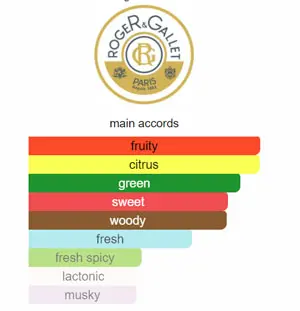 ROGER & GALLET
RG
PARIS
main accords
fruity
citrus
green
sweet
woody
fresh
fresh spicy
lactonic
musky